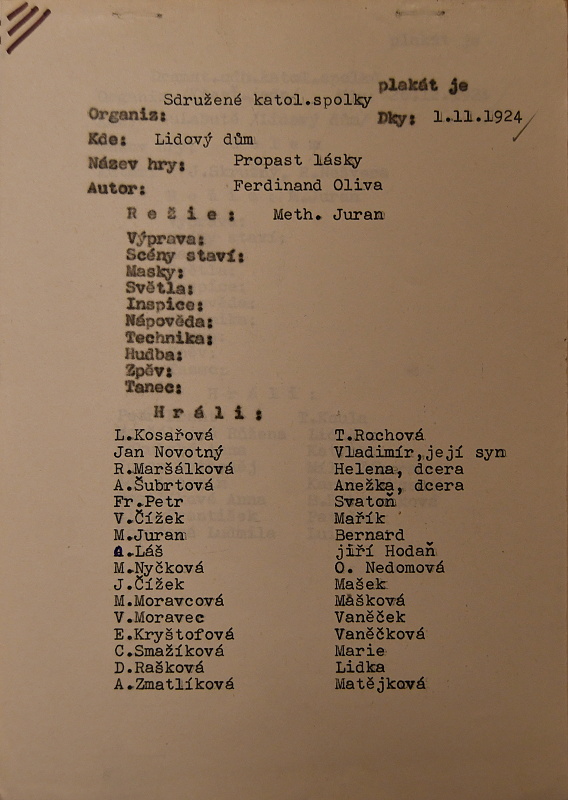 plakát je
Sdružené katol.spolky
Organiz: Dky: 1.11.1924
Kde: Lidový dům
Název hry: Propast lásky
Autor: Ferdinand Oliva
Režie: Meth. Juran
Výprava:
Scény staví:
Masky:
Světla:
Inspice:
Nápověda:
Technika:
Hudba:
Zpěv:
Tanec:
Hráli:
L.Kosařová T.Rochová
Jan Novotný Vladimír,její syn
R.Maršálková Helena, dcera
A.Šubrtová Anežka, dcera
Fr.Petr Svatoň
V.Čížek Mařík
M.Juran Bernard
A.Láš jiří Hodaň
M.Nyčková O. Nedomová
J.Čížek Mašek
M.Moravcová Mášková
V.Moravec Vaněček
E.Kryštofová Vaněčková
C.Smažíková Marie
D.Rašková Lidka
A.Zmatlíková Matějková